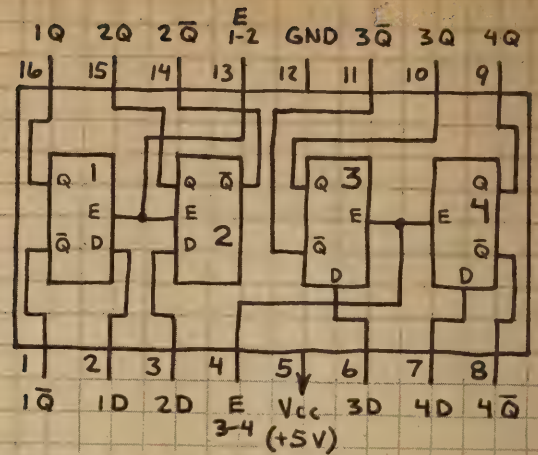 1Q 2Q 2Q̅ E 1-2 GND 3Q̅ 3Q 4Q
16 15 14 13 12 11 10 9
1 3
Q Q Q̅ Q Q
E E E E 4
Q̅ D D 2 Q̅ D D Q̅
1 2 3 4 5 6 7 8
1Q̅ 1D 2D E 3-4 Vcc (+5V) 3D 4D 4Q̅